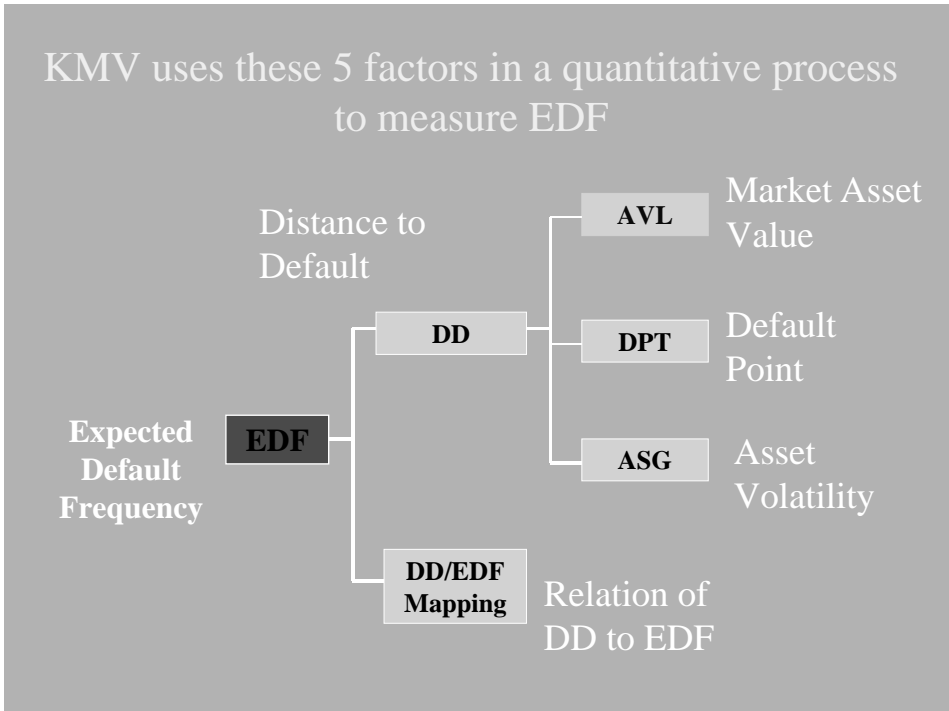 KMV uses these 5 factors in a quantitative process
to measure EDF
Distance to
Default
AVL
Market Asset
Value
DD
DPT
Default
Point
Expected
Default
Frequency
EDF
ASG
Asset
Volatility
DD/EDF
Mapping
Relation of
DD to EDF